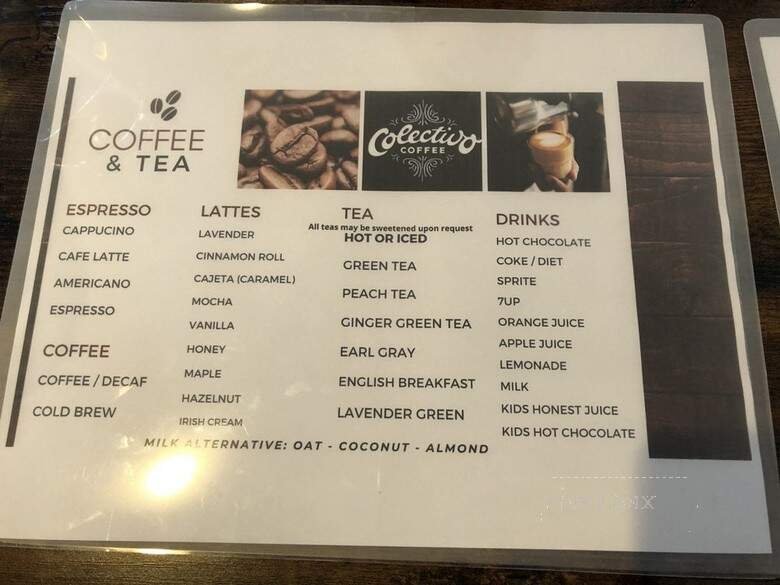 COFFEE
& TEA
Colectivo
COFFEE
ESPRESSO
CAPPUCINO
CAFE LATTE
AMERICANO
ESPRESSO
COFFEE
COFFEE / DECAF
COLD BREW
LATTES
LAVENDER
CINNAMON ROLL
CAJETA (CARAMEL)
MOCHA
VANILLA
HONEY
MAPLE
HAZELNUT
IRISH CREAM
TEA
All teas may be sweetened upon request
HOT OR ICED
GREEN TEA
PEACH TEA
GINGER GREEN TEA
EARL GRAY
ENGLISH BREAKFAST
LAVENDER GREEN
DRINKS
HOT CHOCOLATE
COKE / DIET
SPRITE
7UP
ORANGE JUICE
APPLE JUICE
LEMONADE
MILK
KIDS HONEST JUICE
KIDS HOT CHOCOLATE
MILK ALTERNATIVE: OAT - COCONUT - ALMOND